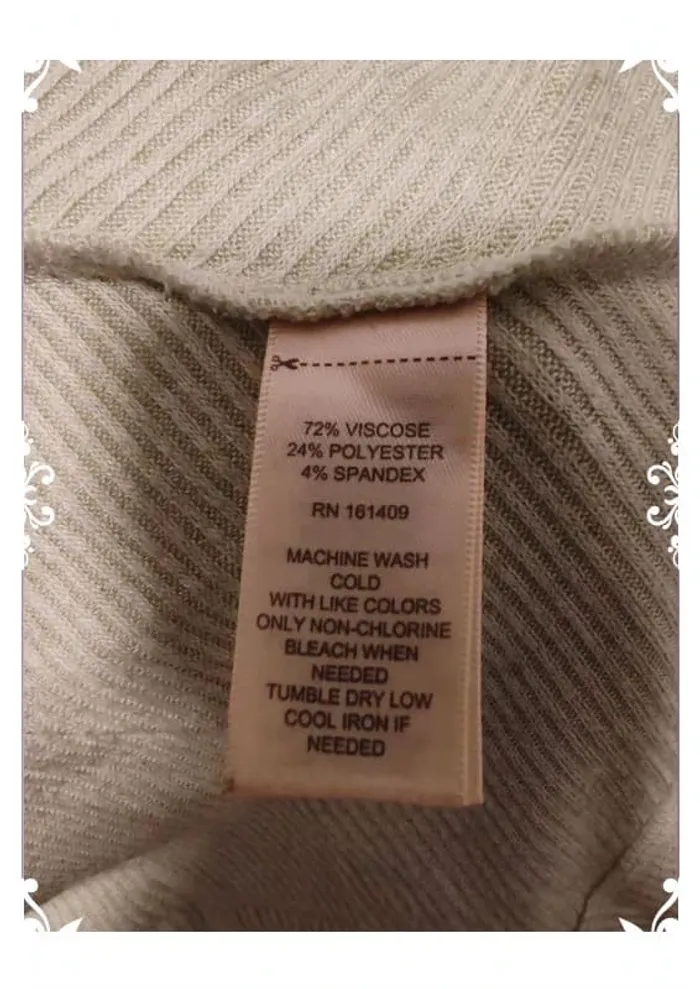 72% VISCOSE
24% POLYESTER
4% SPANDEX
RN 161409
MACHINE WASH
COLD
WITH LIKE COLORS
ONLY NON-CHLORINE
BLEACH WHEN
NEEDED
TUMBLE DRY LOW
COOL IRON IF
NEEDED